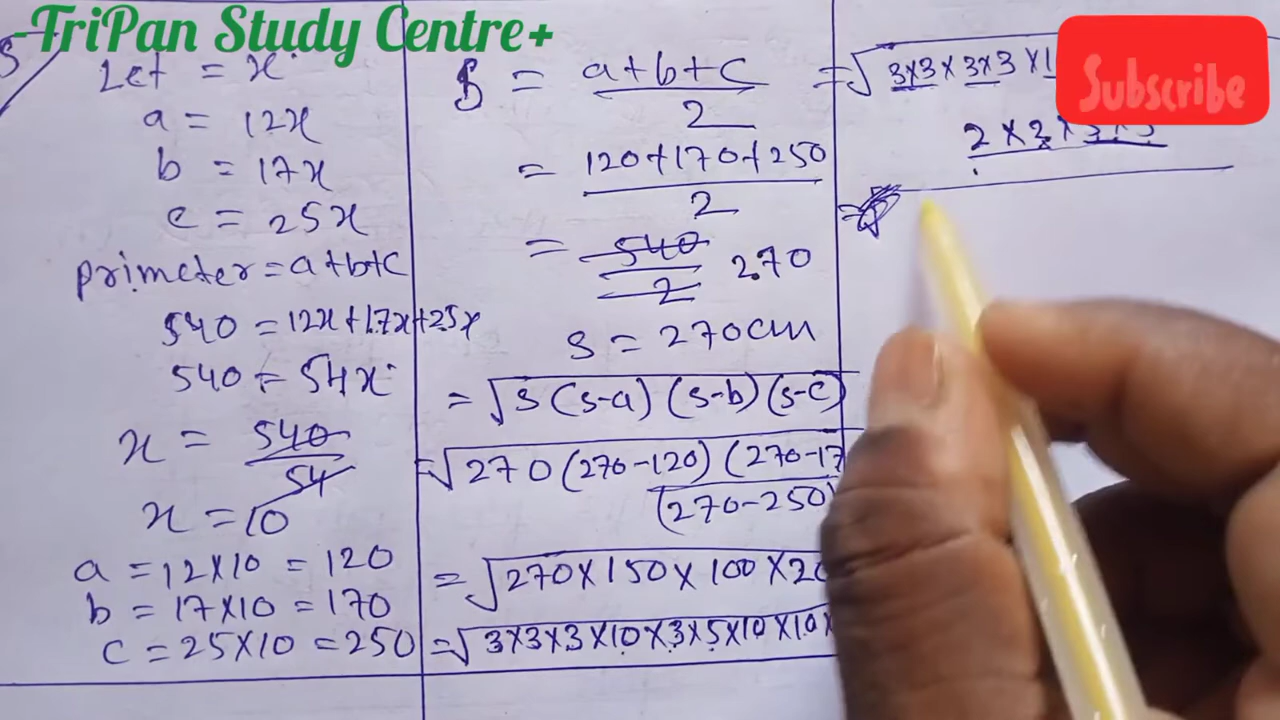 -TriPan Study Centre+
Subscribe
Let = x
a = 12x
b = 17x
c = 25x
primeter = a+b+c
540 = 12x+17x+25x
540 = 54x
x = 540
54
x = 10
a = 12×10 = 120
b = 17×10 = 170
c = 25×10 = 250
S = a+b+c
2
= 120+170+250
2
= 540
2
270
s = 270cm
= √s(s-a)(s-b)(s-c)
=√270(270-120)(270-17
(270-250)
= √270×150×100×20
=√3×3×3×10×3×5×10×10×
=√3×3×3×3×1
2×2×5×5
=